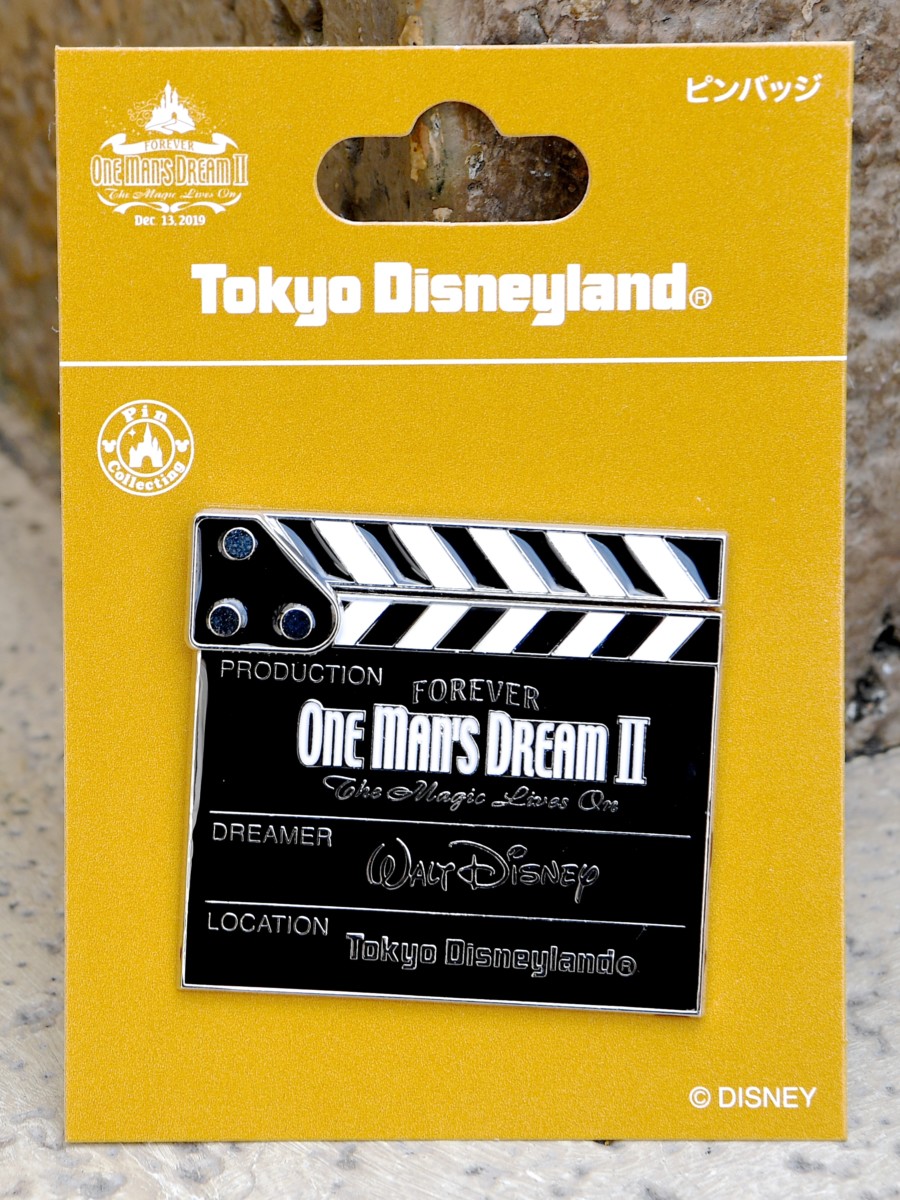 ピンバッジ
FOREVER
ONE MAN'S DREAM II
The Magic Lives On
Dec. 13, 2019
Tokyo Disneyland®
Pin
Collecting
PRODUCTION
FOREVER
ONE MAN'S DREAM II
The Magic Lives On
DREAMER
WALT DISNEY
LOCATION
Tokyo Disneyland®
© DISNEY